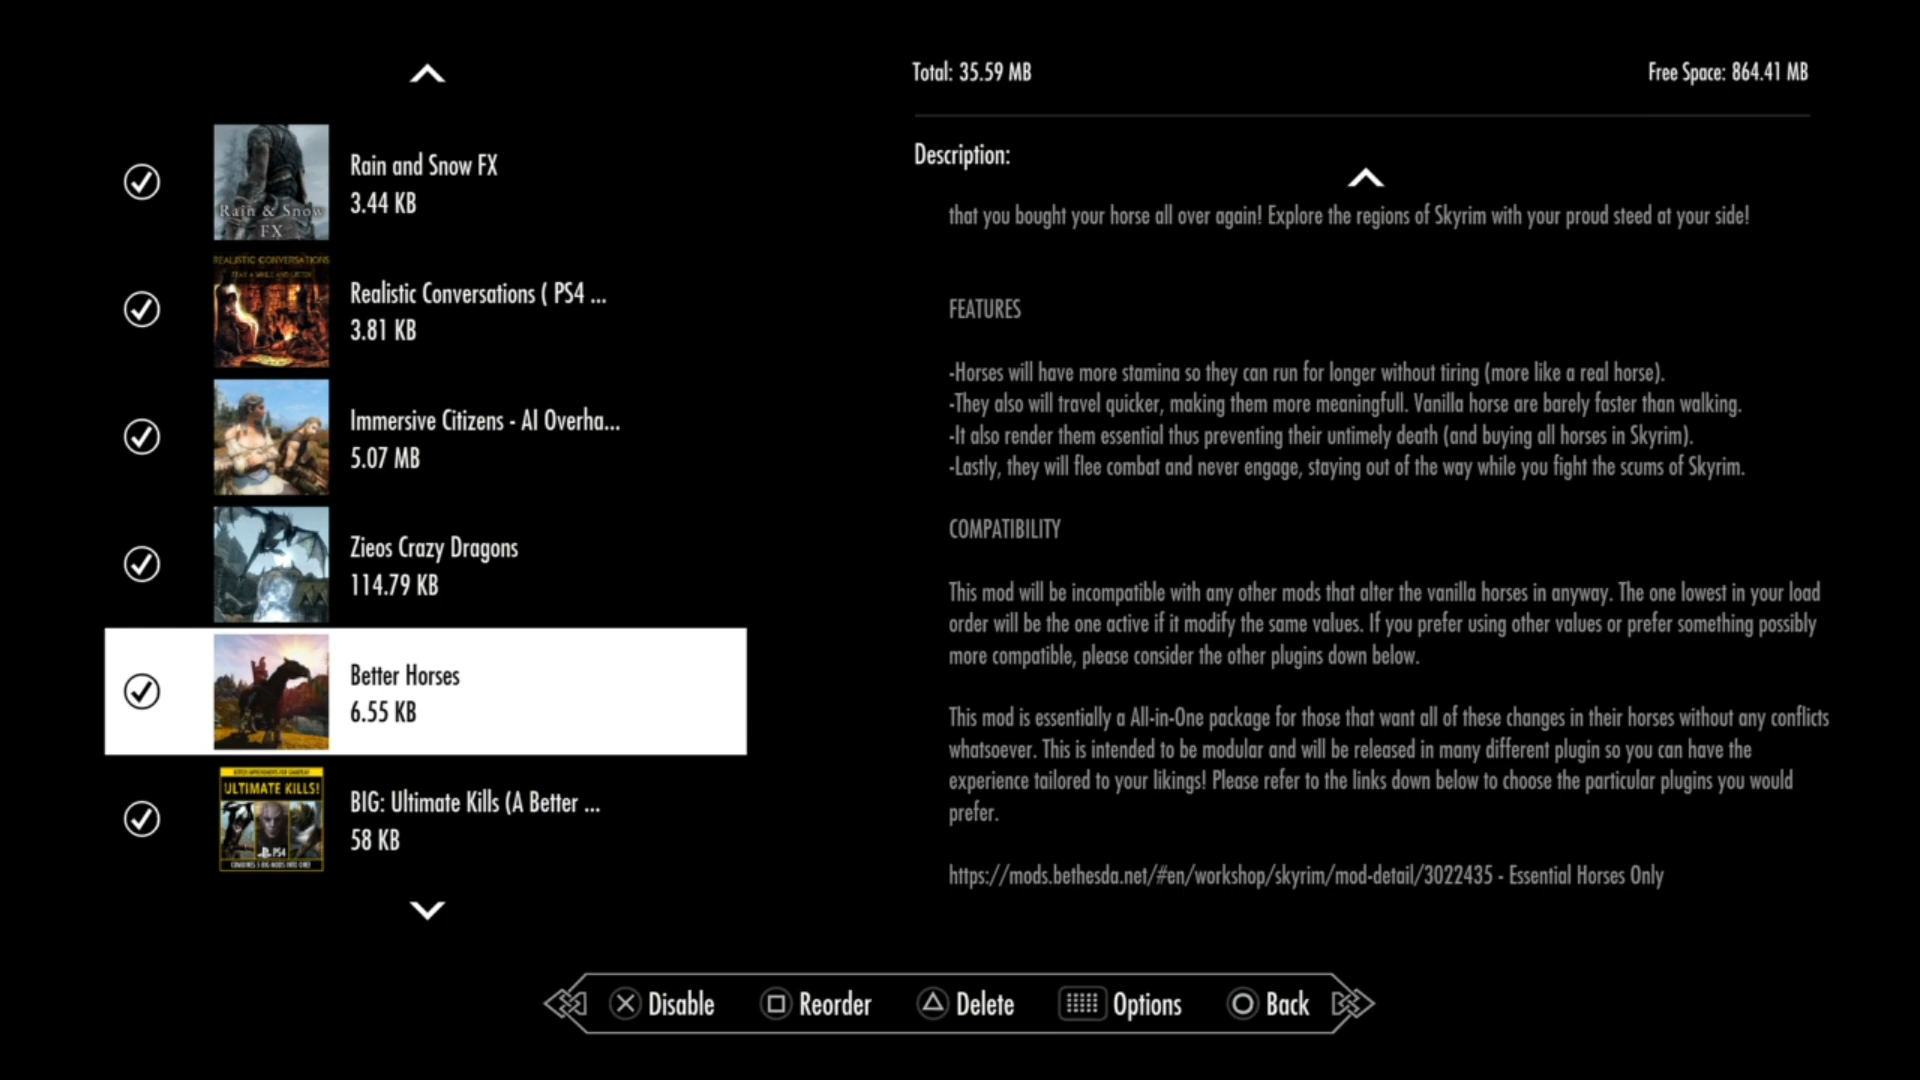 Total: 35.59 MB
Free Space: 864.41 MB
Rain & Snow
FX
Rain and Snow FX
3.44 KB
REALISTIC CONVERSATIONS
Realistic Conversations ( PS4 ...
3.81 KB
Immersive Citizens - AI Overha...
5.07 MB
Zieos Crazy Dragons
114.79 KB
Better Horses
6.55 KB
ULTIMATE KILLS!
PS4
BIG: Ultimate Kills (A Better ...
58 KB
Description:
that you bought your horse all over again! Explore the regions of Skyrim with your proud steed at your side!
FEATURES
-Horses will have more stamina so they can run for longer without tiring (more like a real horse).
-They also will travel quicker, making them more meaningfull. Vanilla horse are barely faster than walking.
-It also render them essential thus preventing their untimely death (and buying all horses in Skyrim).
-Lastly, they will flee combat and never engage, staying out of the way while you fight the scums of Skyrim.
COMPATIBILITY
This mod will be incompatible with any other mods that alter the vanilla horses in anyway. The one lowest in your load
order will be the one active if it modify the same values. If you prefer using other values or prefer something possibly
more compatible, please consider the other plugins down below.
This mod is essentially a All-in-One package for those that want all of these changes in their horses without any conflicts
whatsoever. This is intended to be modular and will be released in many different plugin so you can have the
experience tailored to your likings! Please refer to the links down below to choose the particular plugins you would
prefer.
https://mods.bethesda.net/#en/workshop/skyrim/mod-detail/3022435 - Essential Horses Only
Disable
Reorder
Delete
Options
Back